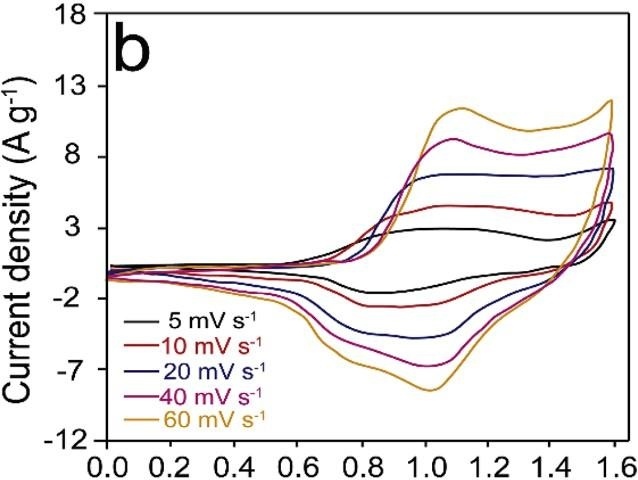 b
Current density (A g⁻¹)
18
13
8
3
-2
-7
-12
5 mV s⁻¹
10 mV s⁻¹
20 mV s⁻¹
40 mV s⁻¹
60 mV s⁻¹
0.0 0.2 0.4 0.6 0.8 1.0 1.2 1.4 1.6